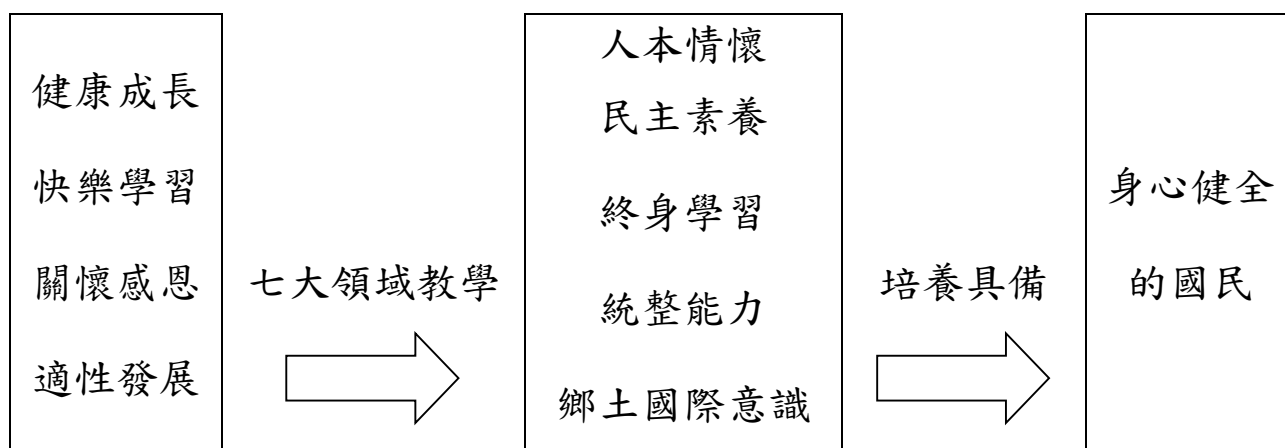 健康成長
快樂學習
關懷感恩
適性發展
七大領域教學
人本情懷
民主素養
終身學習
統整能力
鄉土國際意識
培養具備
身心健全
的國民